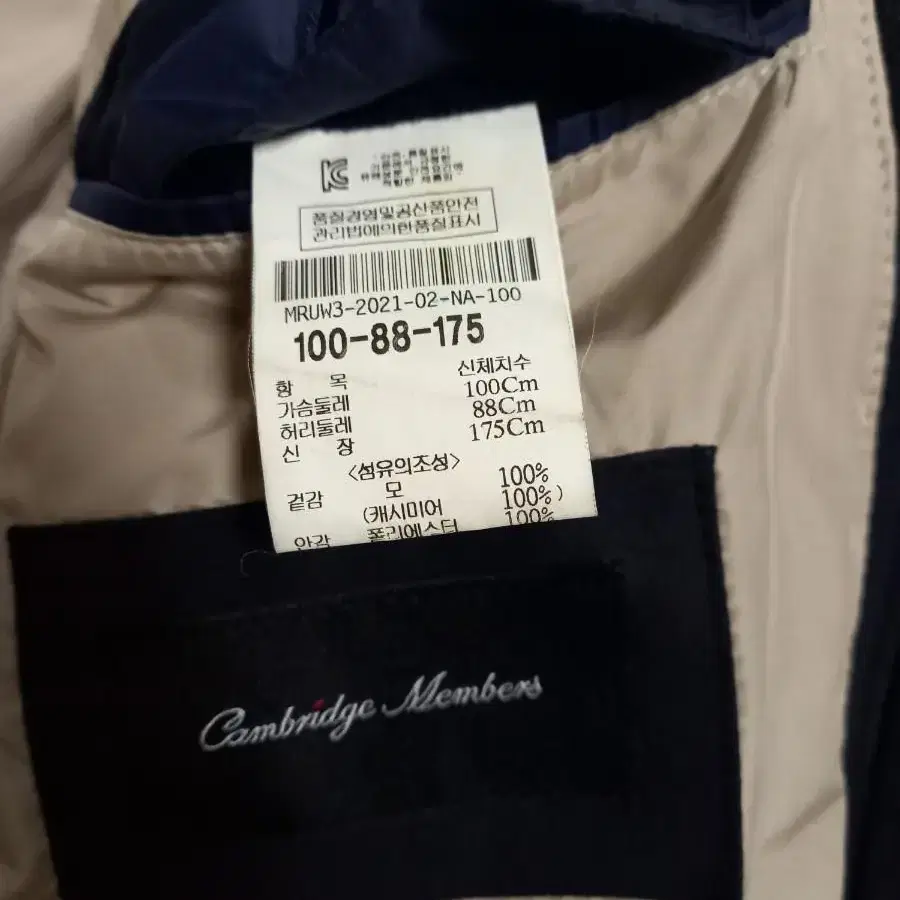 품질경영및공산품안전
관리법에의한품질표시
MRUW3-2021-02-NA-100
100-88-175
항 목 신체치수
가슴둘레 100Cm
허리둘레 88Cm
신 장 175Cm
<섬유의조성>
겉감 모 100%
(캐시미어 100%)
안감 폴리에스터 100%
Cambridge Members